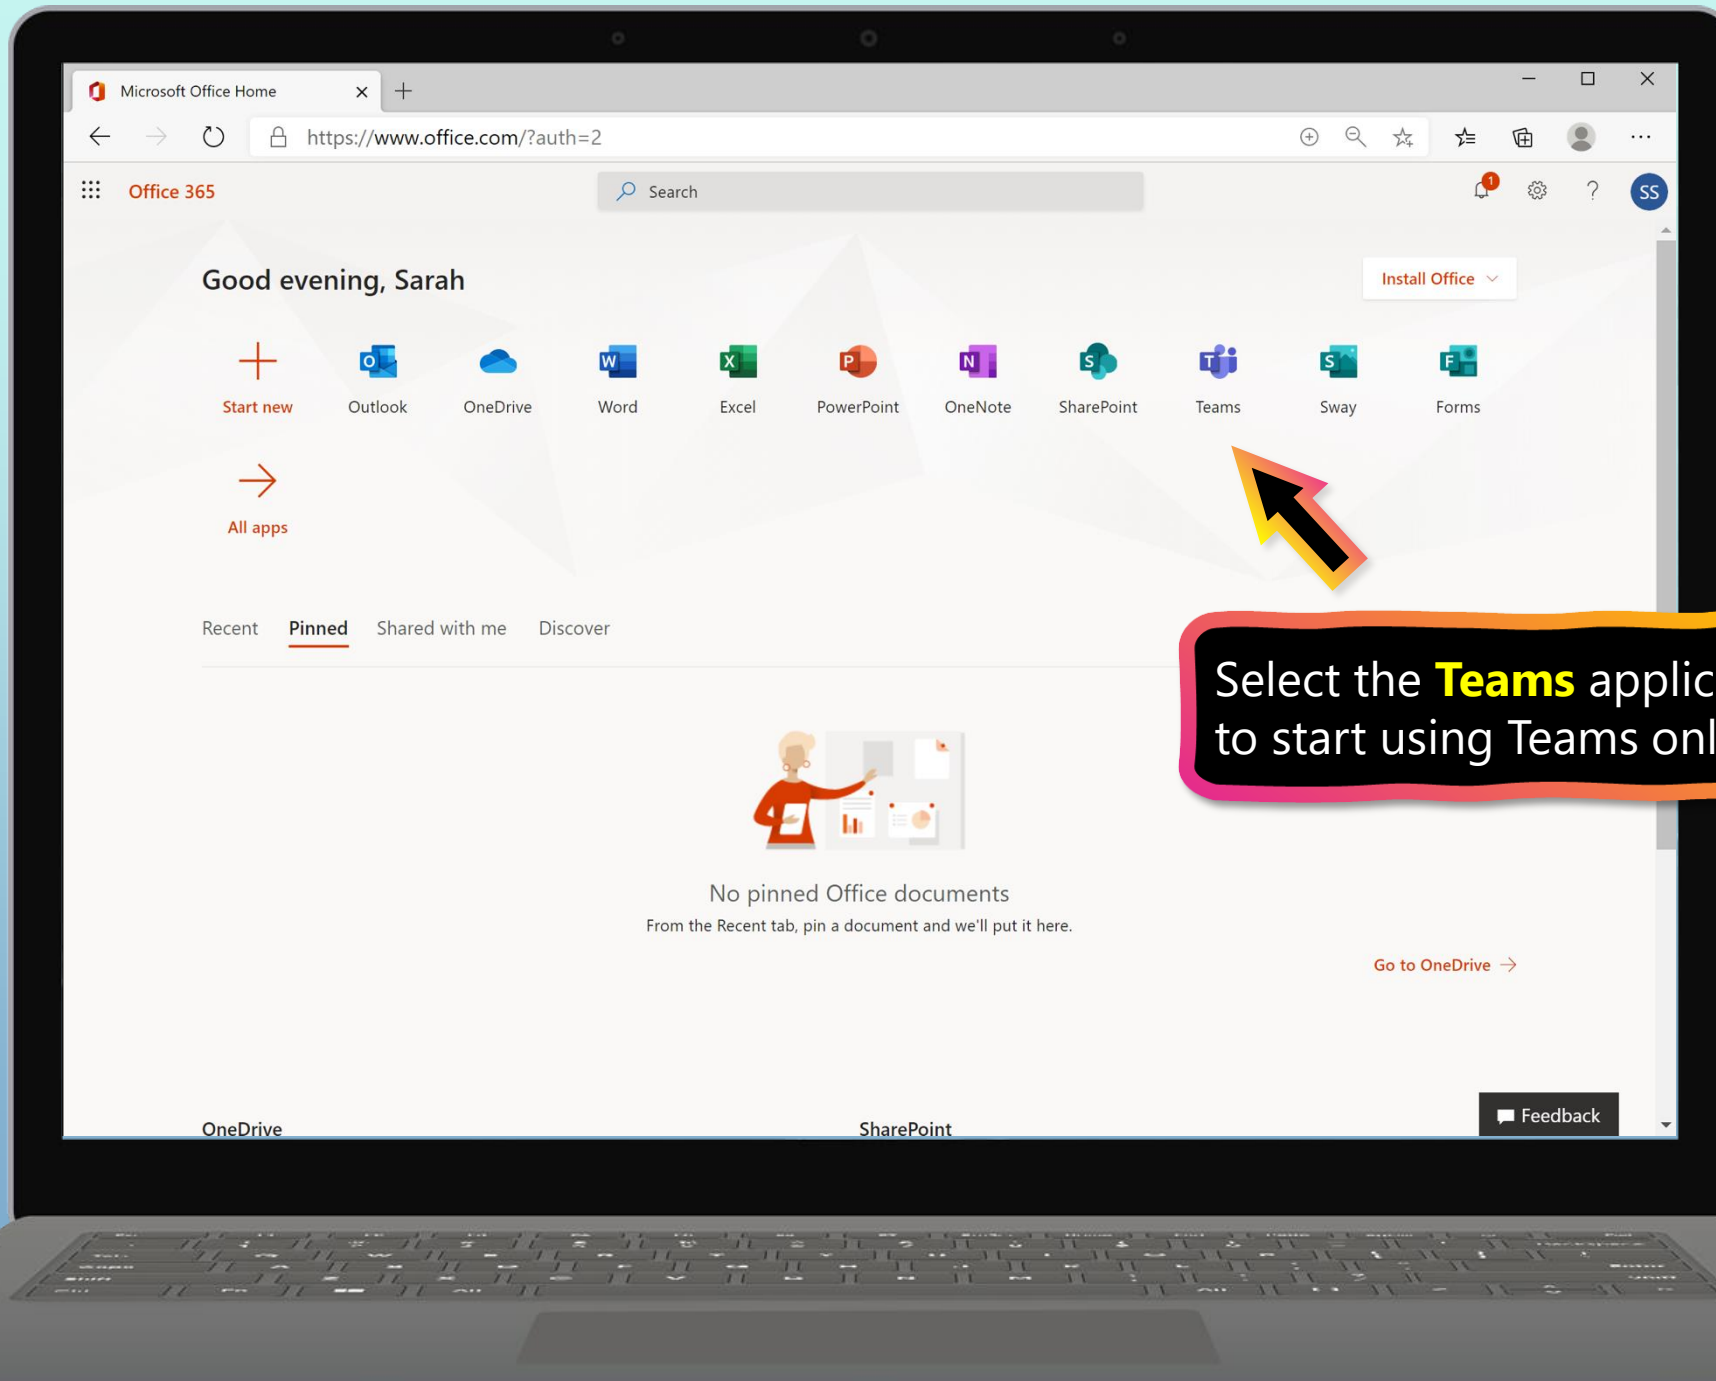 Microsoft Office Home
https://www.office.com/?auth=2
Office 365
Search
1
?
SS
Good evening, Sarah
Install Office
Start new
Outlook
OneDrive
Word
Excel
PowerPoint
OneNote
SharePoint
Teams
Sway
Forms
All apps
Recent Pinned Shared with me Discover
Select the Teams applic
to start using Teams onl
No pinned Office documents
From the Recent tab, pin a document and we'll put it here.
Go to OneDrive
Feedback
OneDrive
SharePoint